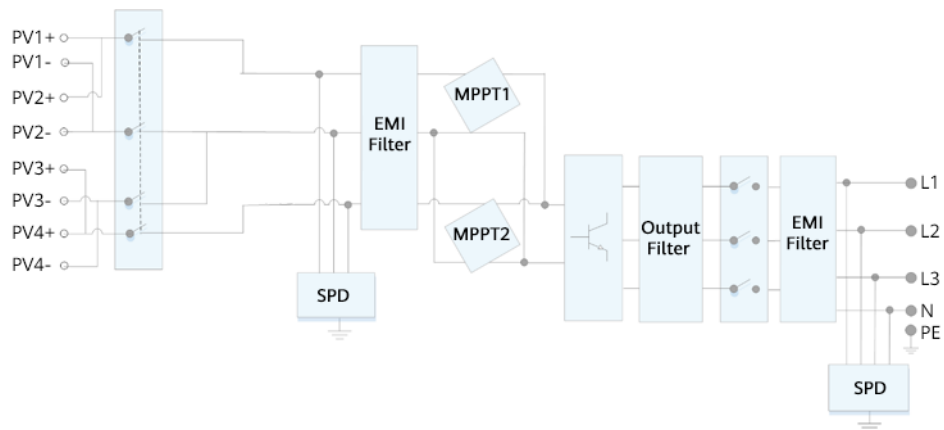 PV1+
PV1-
PV2+
PV2-
PV3+
PV3-
PV4+
PV4-
SPD
EMI
Filter
MPPT1
MPPT2
Output
Filter
EMI
Filter
L1
L2
L3
N
PE
SPD